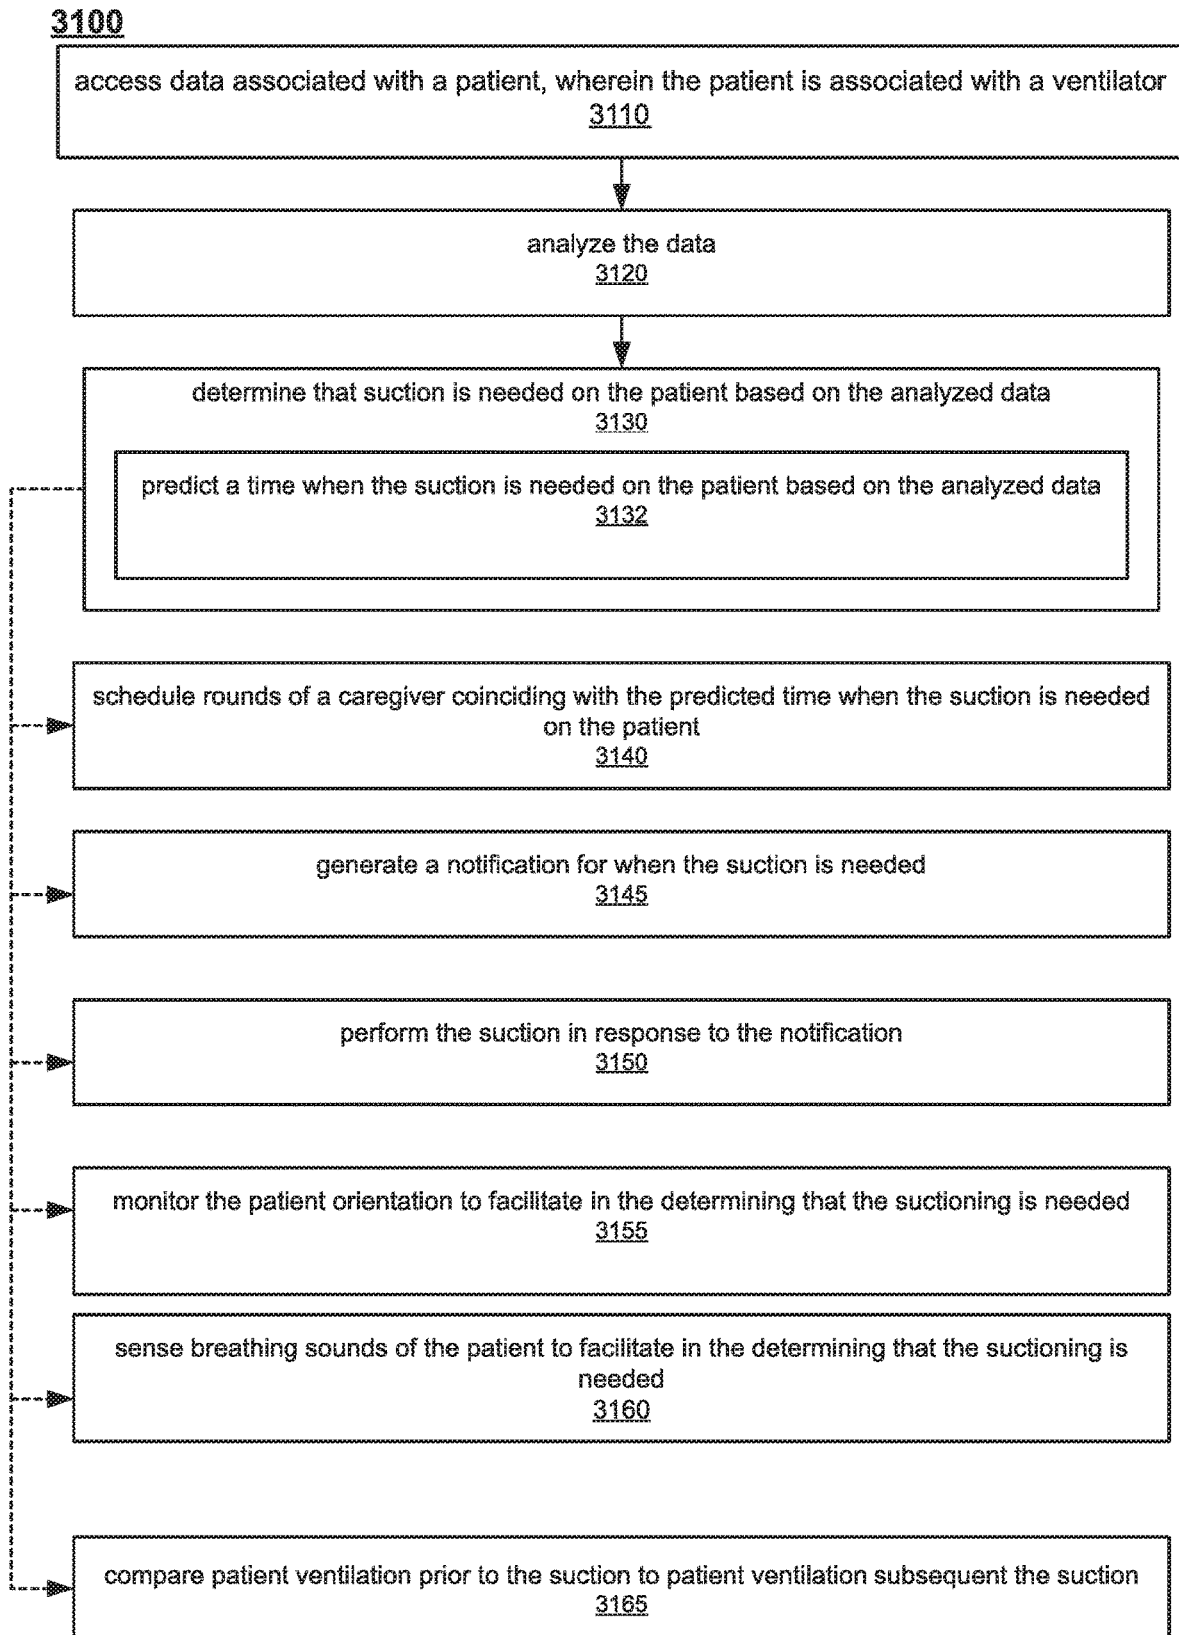 3100
access data associated with a patient, wherein the patient is associated with a ventilator
3110
analyze the data
3120
determine that suction is needed on the patient based on the analyzed data
3130
predict a time when the suction is needed on the patient based on the analyzed data
3132
schedule rounds of a caregiver coinciding with the predicted time when the suction is needed
on the patient
3140
generate a notification for when the suction is needed
3145
perform the suction in response to the notification
3150
monitor the patient orientation to facilitate in the determining that the suctioning is needed
3155
sense breathing sounds of the patient to facilitate in the determining that the suctioning is
needed
3160
compare patient ventilation prior to the suction to patient ventilation subsequent the suction
3165